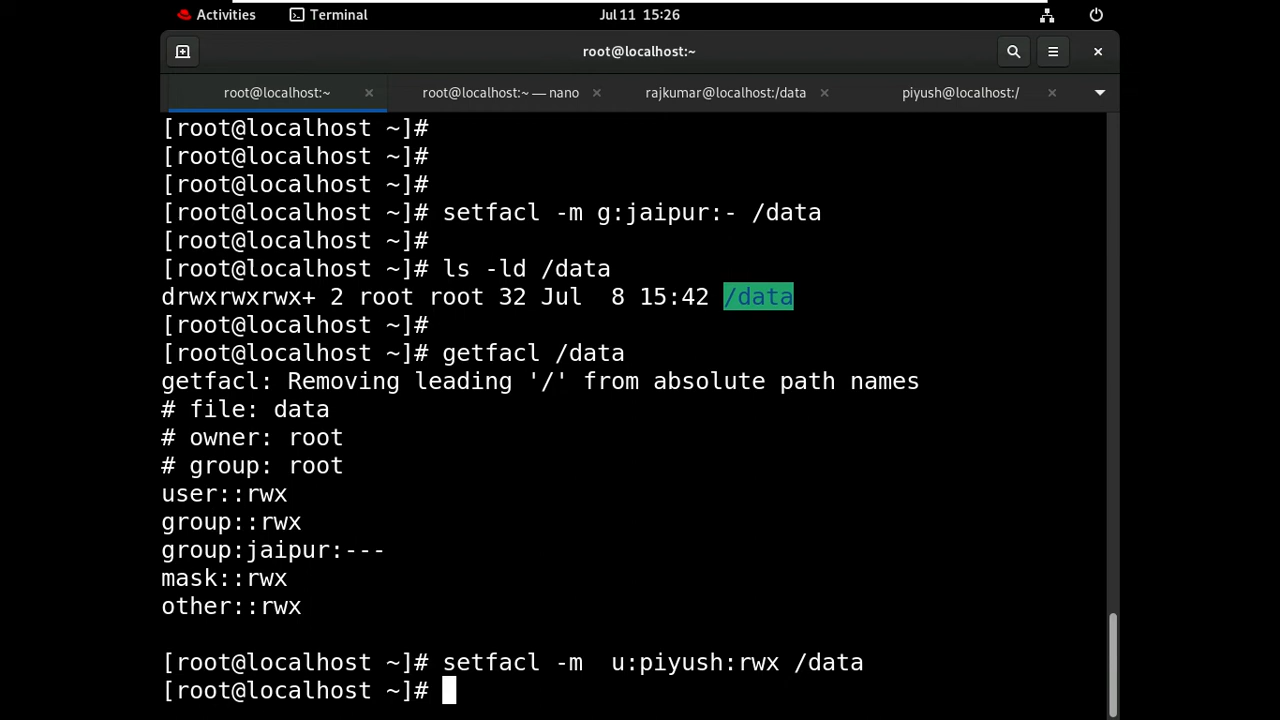 Activities Terminal Jul 11 15:26
root@localhost:~
root@localhost:~ × root@localhost:~ — nano × rajkumar@localhost:/data × piyush@localhost:/ ×
[root@localhost ~]#
[root@localhost ~]#
[root@localhost ~]#
[root@localhost ~]# setfacl -m g:jaipur:- /data
[root@localhost ~]#
[root@localhost ~]# ls -ld /data
drwxrwxrwx+ 2 root root 32 Jul  8 15:42 /data
[root@localhost ~]#
[root@localhost ~]# getfacl /data
getfacl: Removing leading '/' from absolute path names
# file: data
# owner: root
# group: root
user::rwx
group::rwx
group:jaipur:---
mask::rwx
other::rwx
[root@localhost ~]# setfacl -m  u:piyush:rwx /data
[root@localhost ~]#